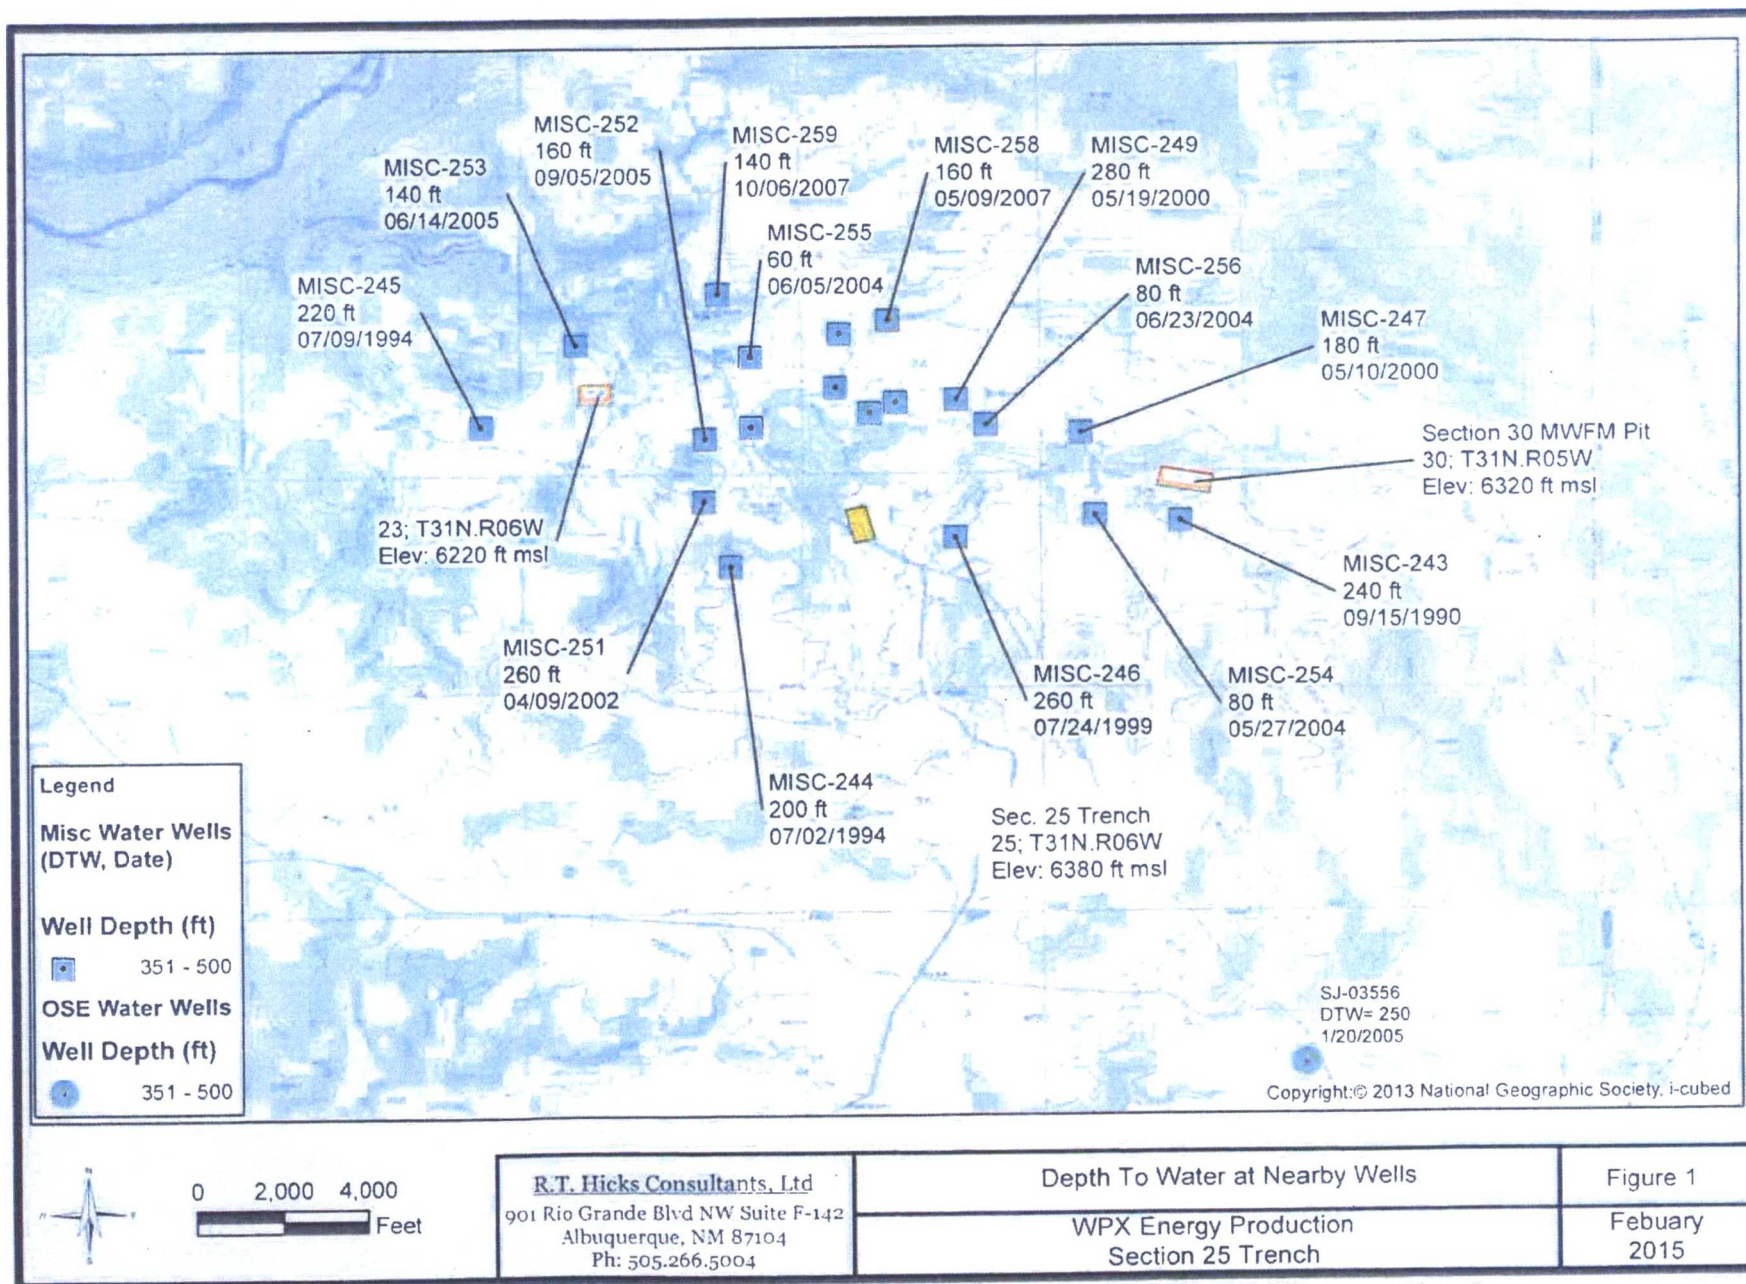 MISC-252
160 ft
09/05/2005
MISC-259
140 ft
10/06/2007
MISC-258
160 ft
05/09/2007
MISC-249
280 ft
05/19/2000
MISC-253
140 ft
06/14/2005
MISC-255
60 ft
06/05/2004
MISC-256
80 ft
06/23/2004
MISC-245
220 ft
07/09/1994
MISC-247
180 ft
05/10/2000
Section 30 MWFM Pit
30; T31N.R05W
Elev: 6320 ft msl
23; T31N.R06W
Elev: 6220 ft msl
MISC-243
240 ft
09/15/1990
MISC-251
260 ft
04/09/2002
MISC-246
260 ft
07/24/1999
MISC-254
80 ft
05/27/2004
MISC-244
200 ft
07/02/1994
Sec. 25 Trench
25; T31N.R06W
Elev: 6380 ft msl
Legend
Misc Water Wells
(DTW, Date)
Well Depth (ft)
351 - 500
OSE Water Wells
Well Depth (ft)
351 - 500
SJ-03556
DTW= 250
1/20/2005
Copyright:© 2013 National Geographic Society, i-cubed
0 2,000 4,000
Feet
R.T. Hicks Consultants, Ltd
901 Rio Grande Blvd NW Suite F-142
Albuquerque, NM 87104
Ph: 505.266.5004
Depth To Water at Nearby Wells
WPX Energy Production
Section 25 Trench
Figure 1
Febuary
2015